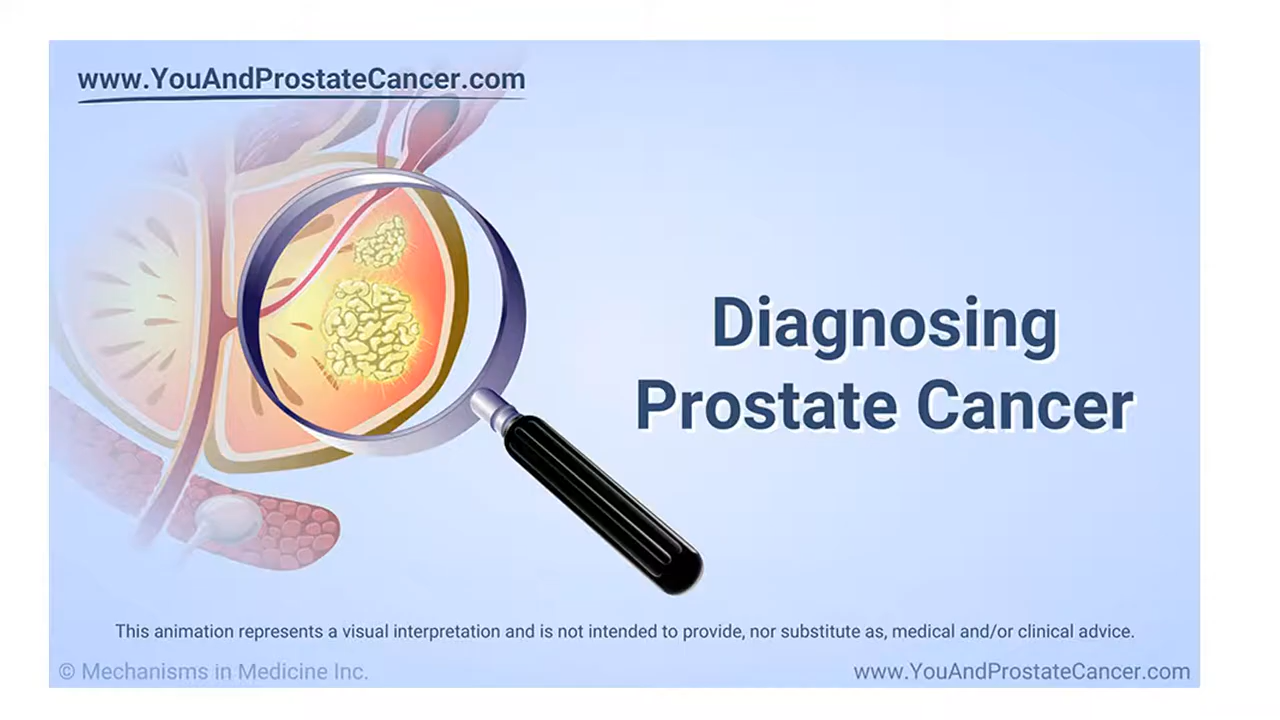 www.YouAndProstateCancer.com
Diagnosing
Prostate Cancer
This animation represents a visual interpretation and is not intended to provide, nor substitute as, medical and/or clinical advice.
© Mechanisms in Medicine Inc.
www.YouAndProstateCancer.com